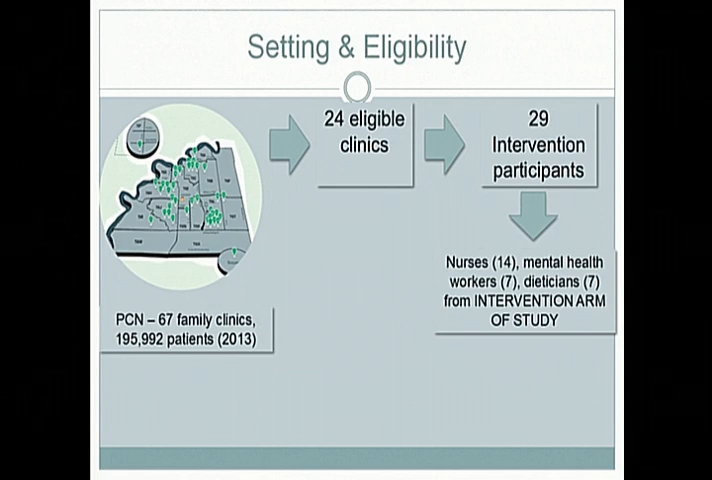 Setting & Eligibility
24 eligible
clinics
29
Intervention
participants
Nurses (14), mental health
workers (7), dieticians (7)
from INTERVENTION ARM
OF STUDY
PCN – 67 family clinics,
195,992 patients (2013)